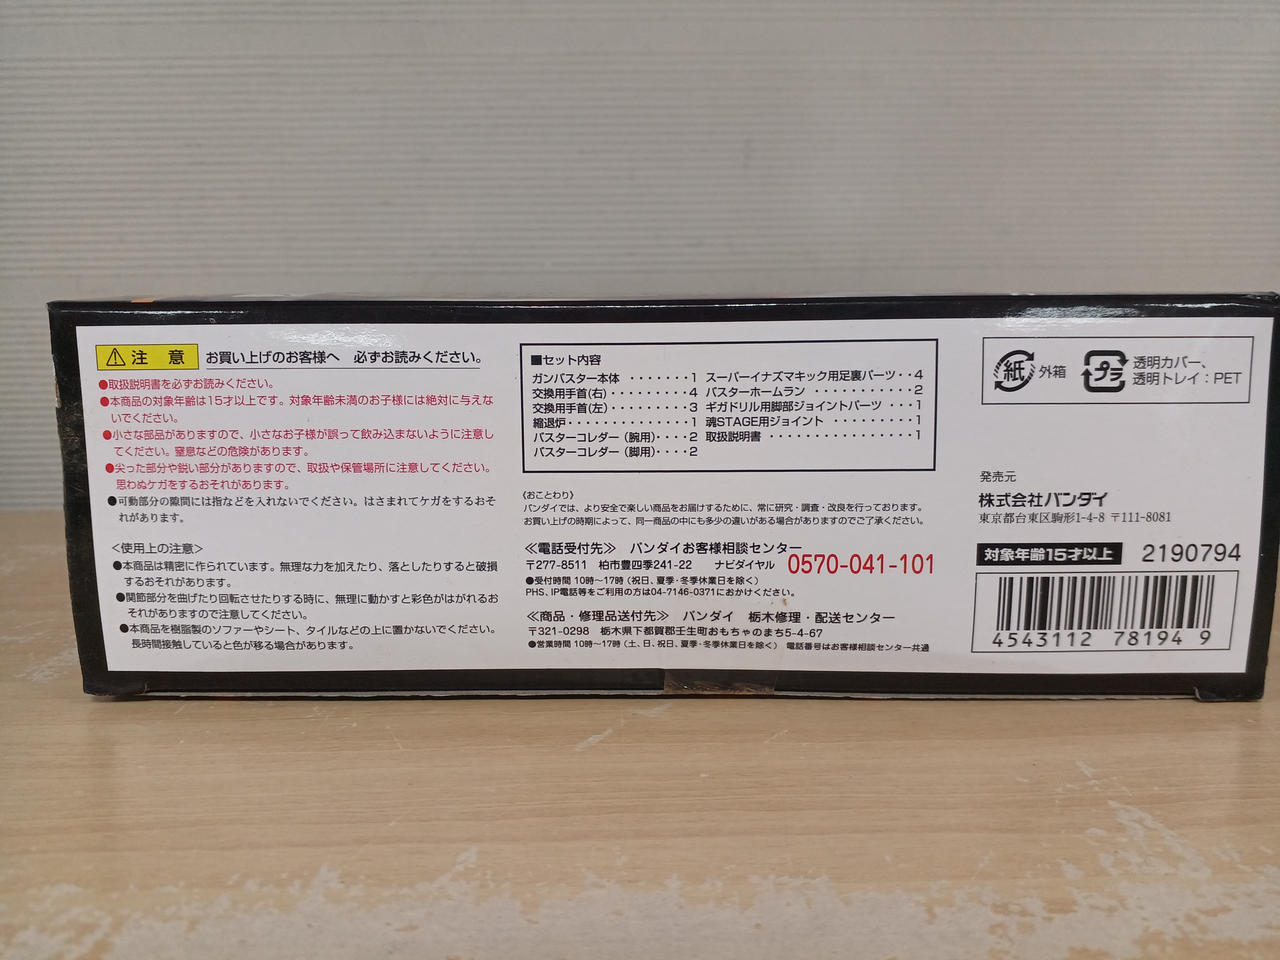 ⚠注 意 お買い上げのお客様へ 必ずお読みください。
●取扱説明書を必ずお読みください。
●本商品の対象年齢は15才以上です。対象年齢未満のお子様には絶対に与えな
いでください。
●小さな部品がありますので、小さなお子様が誤って飲み込まないように注意し
てください。窒息などの危険があります。
●尖った部分や鋭い部分がありますので、取扱や保管場所に注意してください。
思わぬケガをするおそれがあります。
●可動部分の隙間には指などを入れないでください。はさまれてケガをするおそ
れがあります。
〈使用上の注意〉
●本商品は精密に作られています。無理な力を加えたり、落としたりすると破損
するおそれがあります。
●関節部分を曲げたり回転させたりする時に、無理に動かすと彩色がはがれるお
それがありますので注意してください。
●本商品を樹脂製のソファーやシート、タイルなどの上に置かないでください。
長時間接触していると色が移る場合があります。
■セット内容
ガンバスター本体 ・・・・・・・1
交換用手首(右) ・・・・・・・・4
交換用手首(左) ・・・・・・・・3
縮退炉・・・・・・・・・・・・・1
バスターコレダー (腕用)・・・・2
バスターコレダー (脚用)・・・・2
スーパーイナズマキック用足裏パーツ・・4
バスターホームラン ・・・・・・・・・・2
ギガドリル用脚部ジョイントパーツ ・・・1
魂STAGE用ジョイント ・・・・・・・・・1
取扱説明書 ・・・・・・・・・・・・・・1
〈おことわり〉
バンダイでは、より安全で楽しい商品をお届けするために、常に研究・調査・改良を行っております。
お買い上げの時期によって、同一商品の中にも多少の違いがある場合がありますのでご了承ください。
≪電話受付先≫ バンダイお客様相談センター
〒277-8511 柏市豊四季241-22 ナビダイヤル 0570-041-101
●受付時間 10時〜17時 (祝日、夏季・冬季休業日を除く)
PHS、IP電話等をご利用の方は04-7146-0371におかけください。
≪商品・修理品送付先≫ バンダイ 栃木修理・配送センター
〒321-0298 栃木県下都賀郡壬生町おもちゃのまち5-4-67
●営業時間 10時〜17時 (土、日、祝日、夏季・冬季休業日を除く) 電話番号はお客様相談センター共通
紙 外箱 プラ 透明カバー、
透明トレイ:PET
発売元
株式会社バンダイ
東京都台東区駒形1-4-8 〒111-8081
対象年齢15才以上 2190794
4543112 78194 9